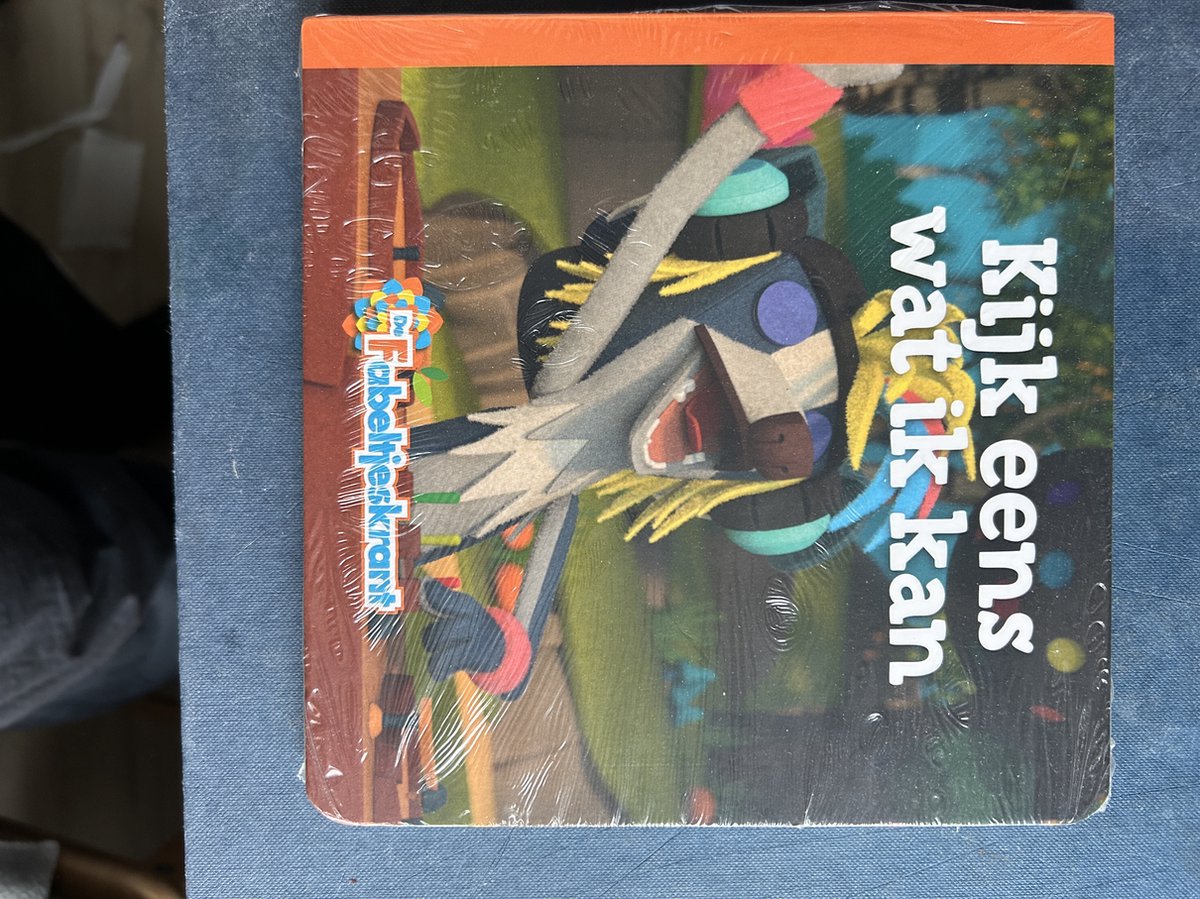 Kijk eens
wat ik kan
De
Fabeltjeskrant